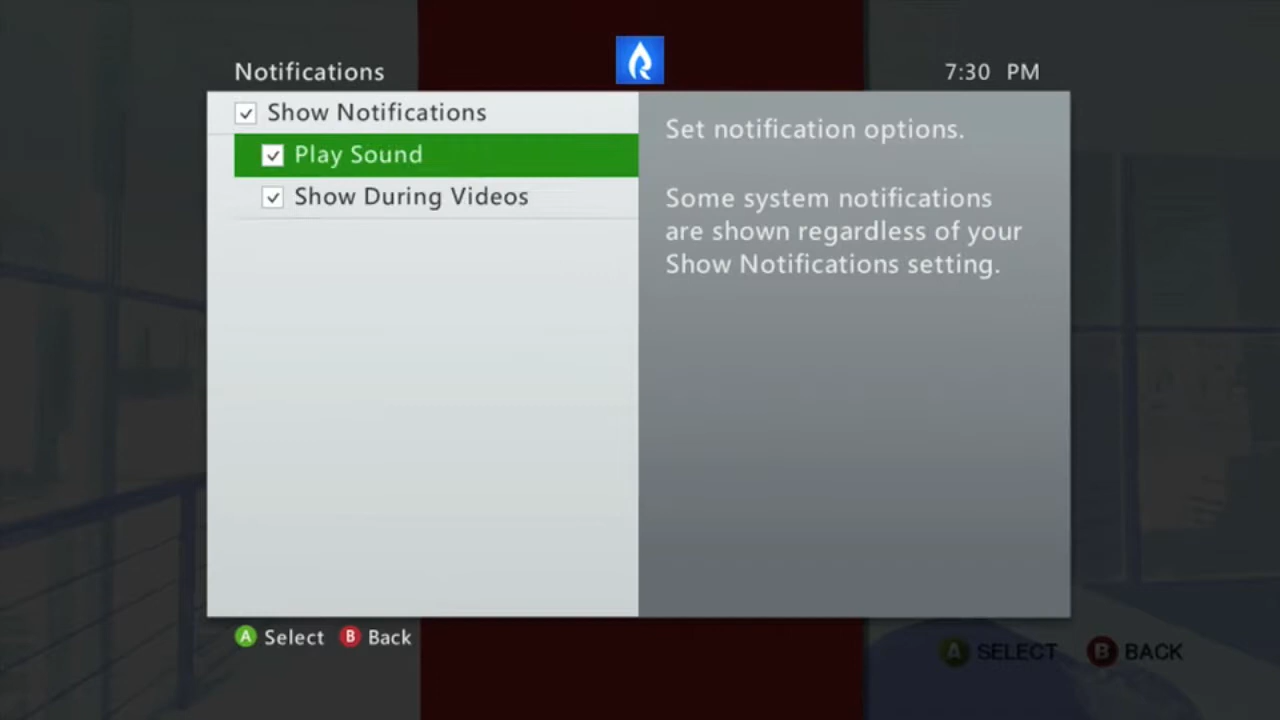 Notifications
7:30 PM
Show Notifications
Play Sound
Show During Videos
Set notification options.
Some system notifications
are shown regardless of your
Show Notifications setting.
A Select B Back
A SELECT B BACK